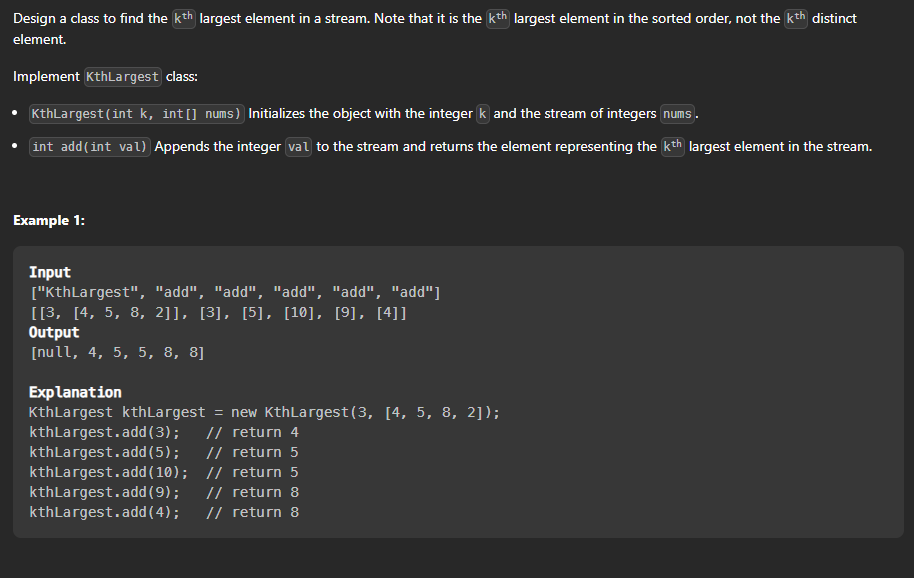 Design a class to find the kth largest element in a stream. Note that it is the kth largest element in the sorted order, not the kth distinct
element.
Implement KthLargest class:
• KthLargest(int k, int[] nums) Initializes the object with the integer k and the stream of integers nums.
• int add(int val) Appends the integer val to the stream and returns the element representing the kth largest element in the stream.
Example 1:
Input
["KthLargest", "add", "add", "add", "add", "add"]
[[3, [4, 5, 8, 2]], [3], [5], [10], [9], [4]]
Output
[null, 4, 5, 5, 8, 8]
Explanation
KthLargest kthLargest = new KthLargest(3, [4, 5, 8, 2]);
kthLargest.add(3);   // return 4
kthLargest.add(5);   // return 5
kthLargest.add(10);  // return 5
kthLargest.add(9);   // return 8
kthLargest.add(4);   // return 8